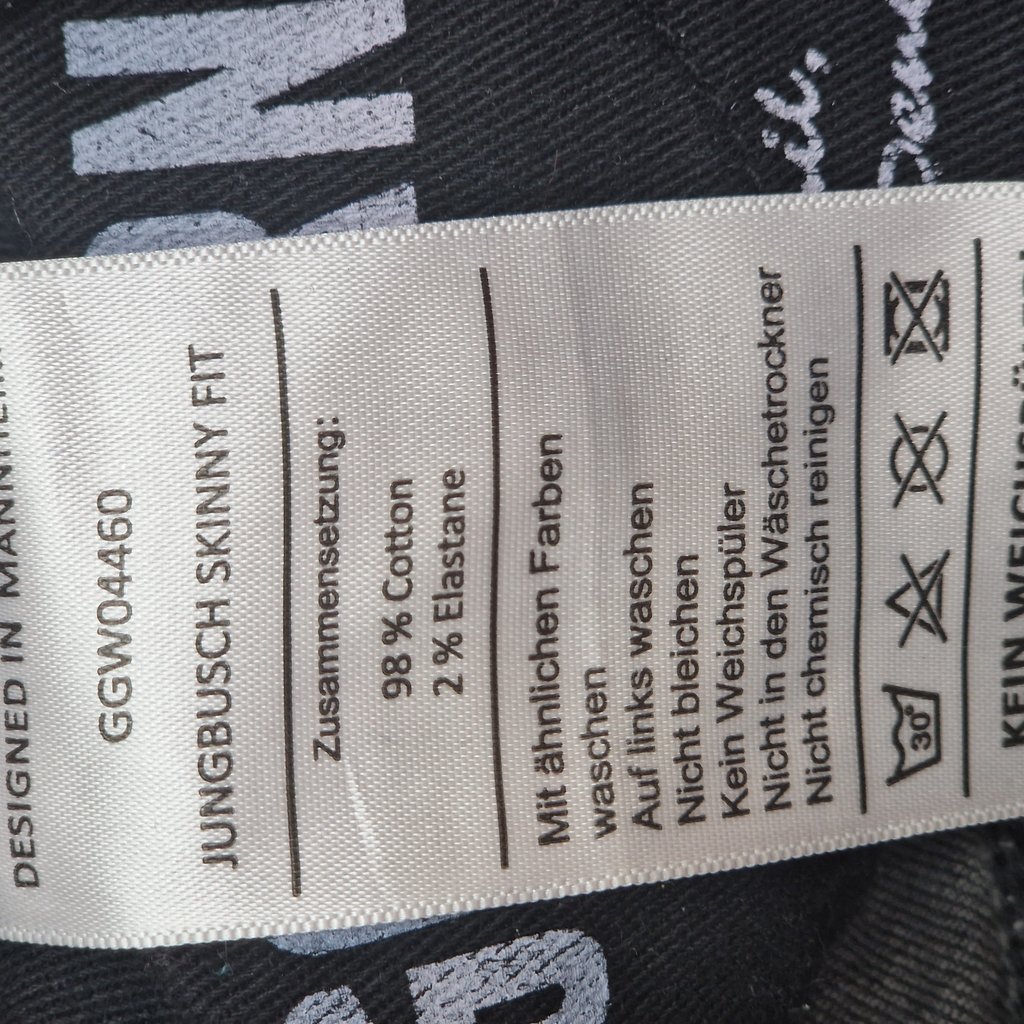 DESIGNED IN MANNHEIM
GGW04460
JUNGBUSCH SKINNY FIT
Zusammensetzung:
98 % Cotton
2 % Elastane
Mit ähnlichen Farben
waschen
Auf links waschen
Nicht bleichen
Kein Weichspüler
Nicht in den Wäschetrockner
Nicht chemisch reinigen
30°
KEIN